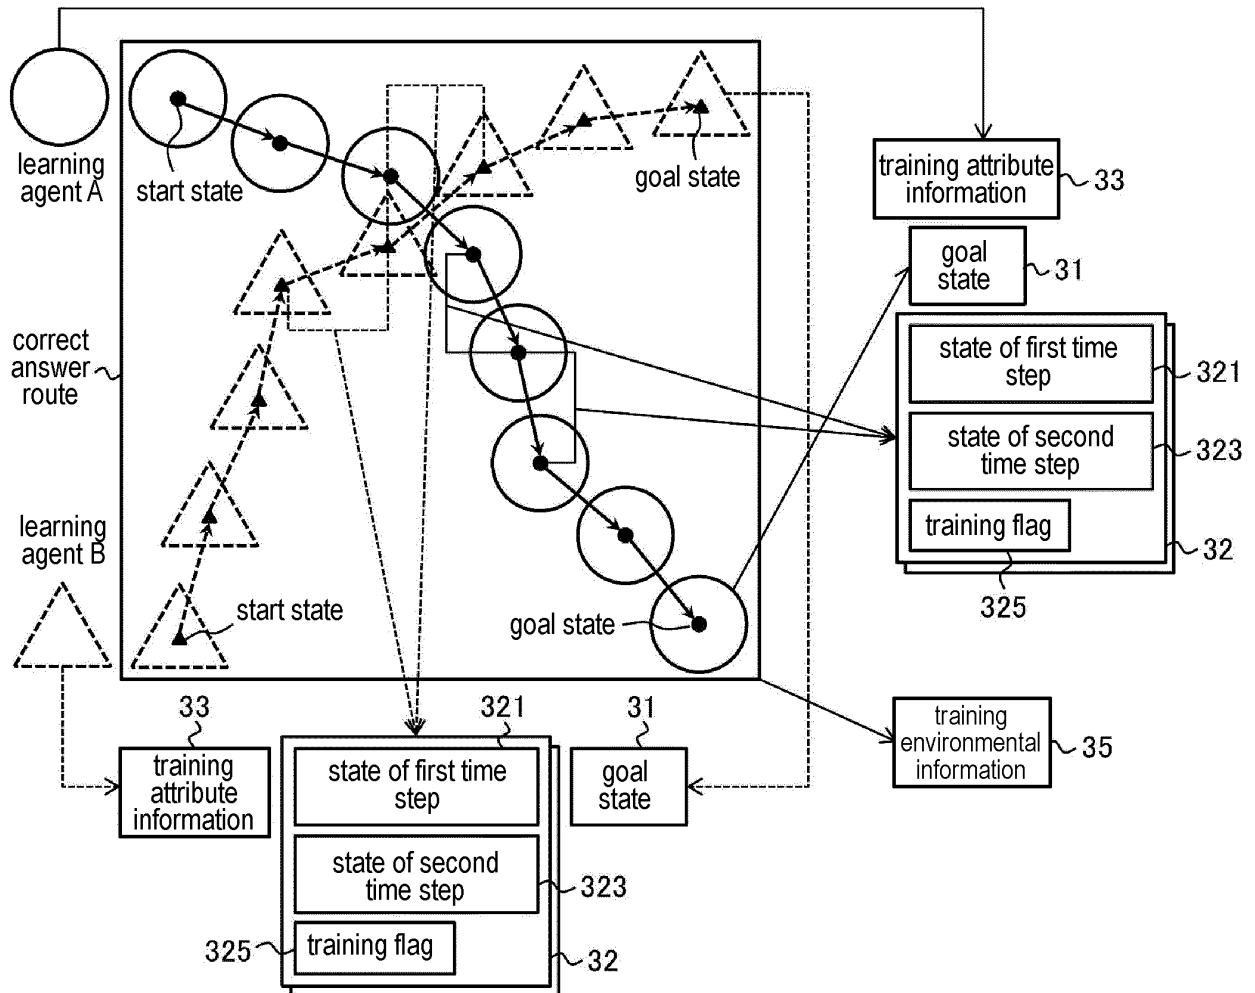 learning
agent A
start state
goal state
training attribute
information
33
goal
state
31
correct
answer
route
state of first time
step
321
state of second
time step
323
training flag
325
32
learning
agent B
start state
goal state
33
321
31
training
environmental
information
35
training
attribute
information
state of first time
step
goal
state
state of second
time step
323
325
training flag
32